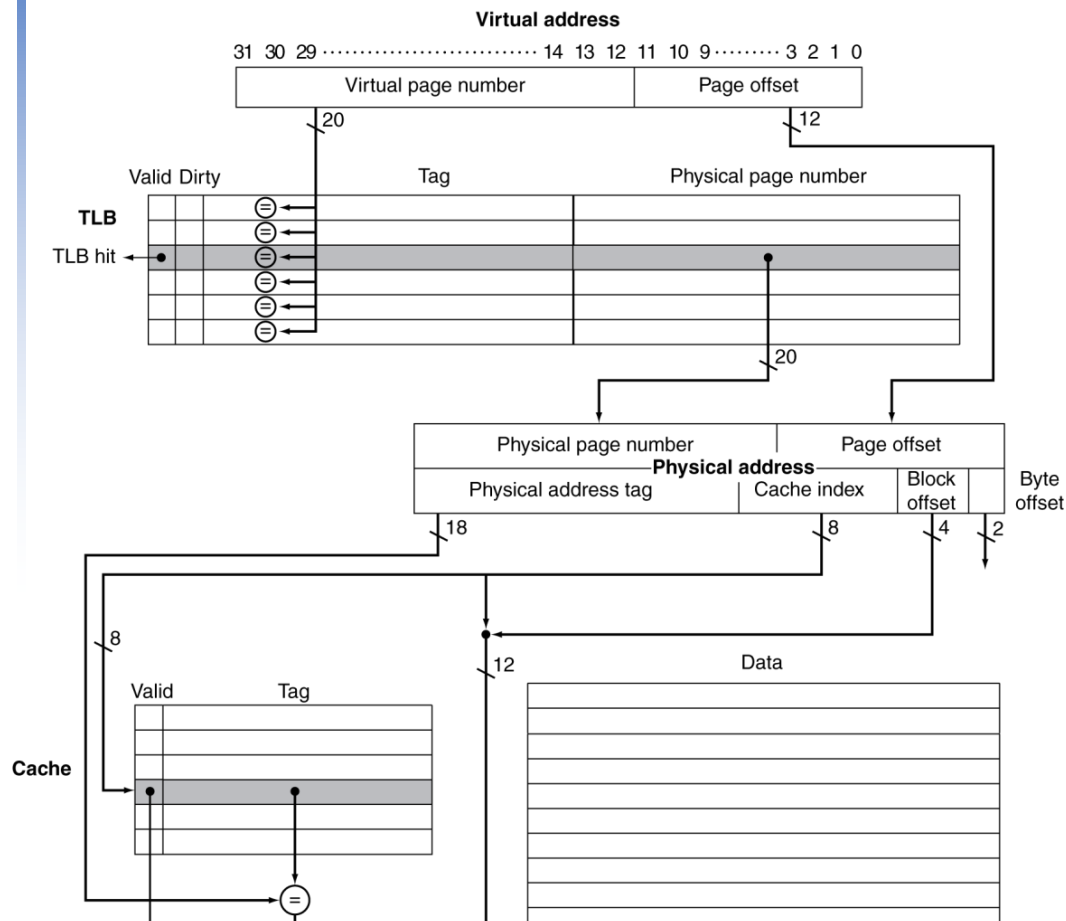 Virtual address
31 30 29 ··························· 14 13 12 11 10 9 ········· 3 2 1 0
Virtual page number Page offset
20 12
Valid Dirty Tag Physical page number
TLB
=
=
TLB hit =
=
=
=
20
Physical page number Page offset
Physical address
Physical address tag Cache index Block offset Byte offset
18 8 4 2
8
12
Data
Valid Tag
Cache
=